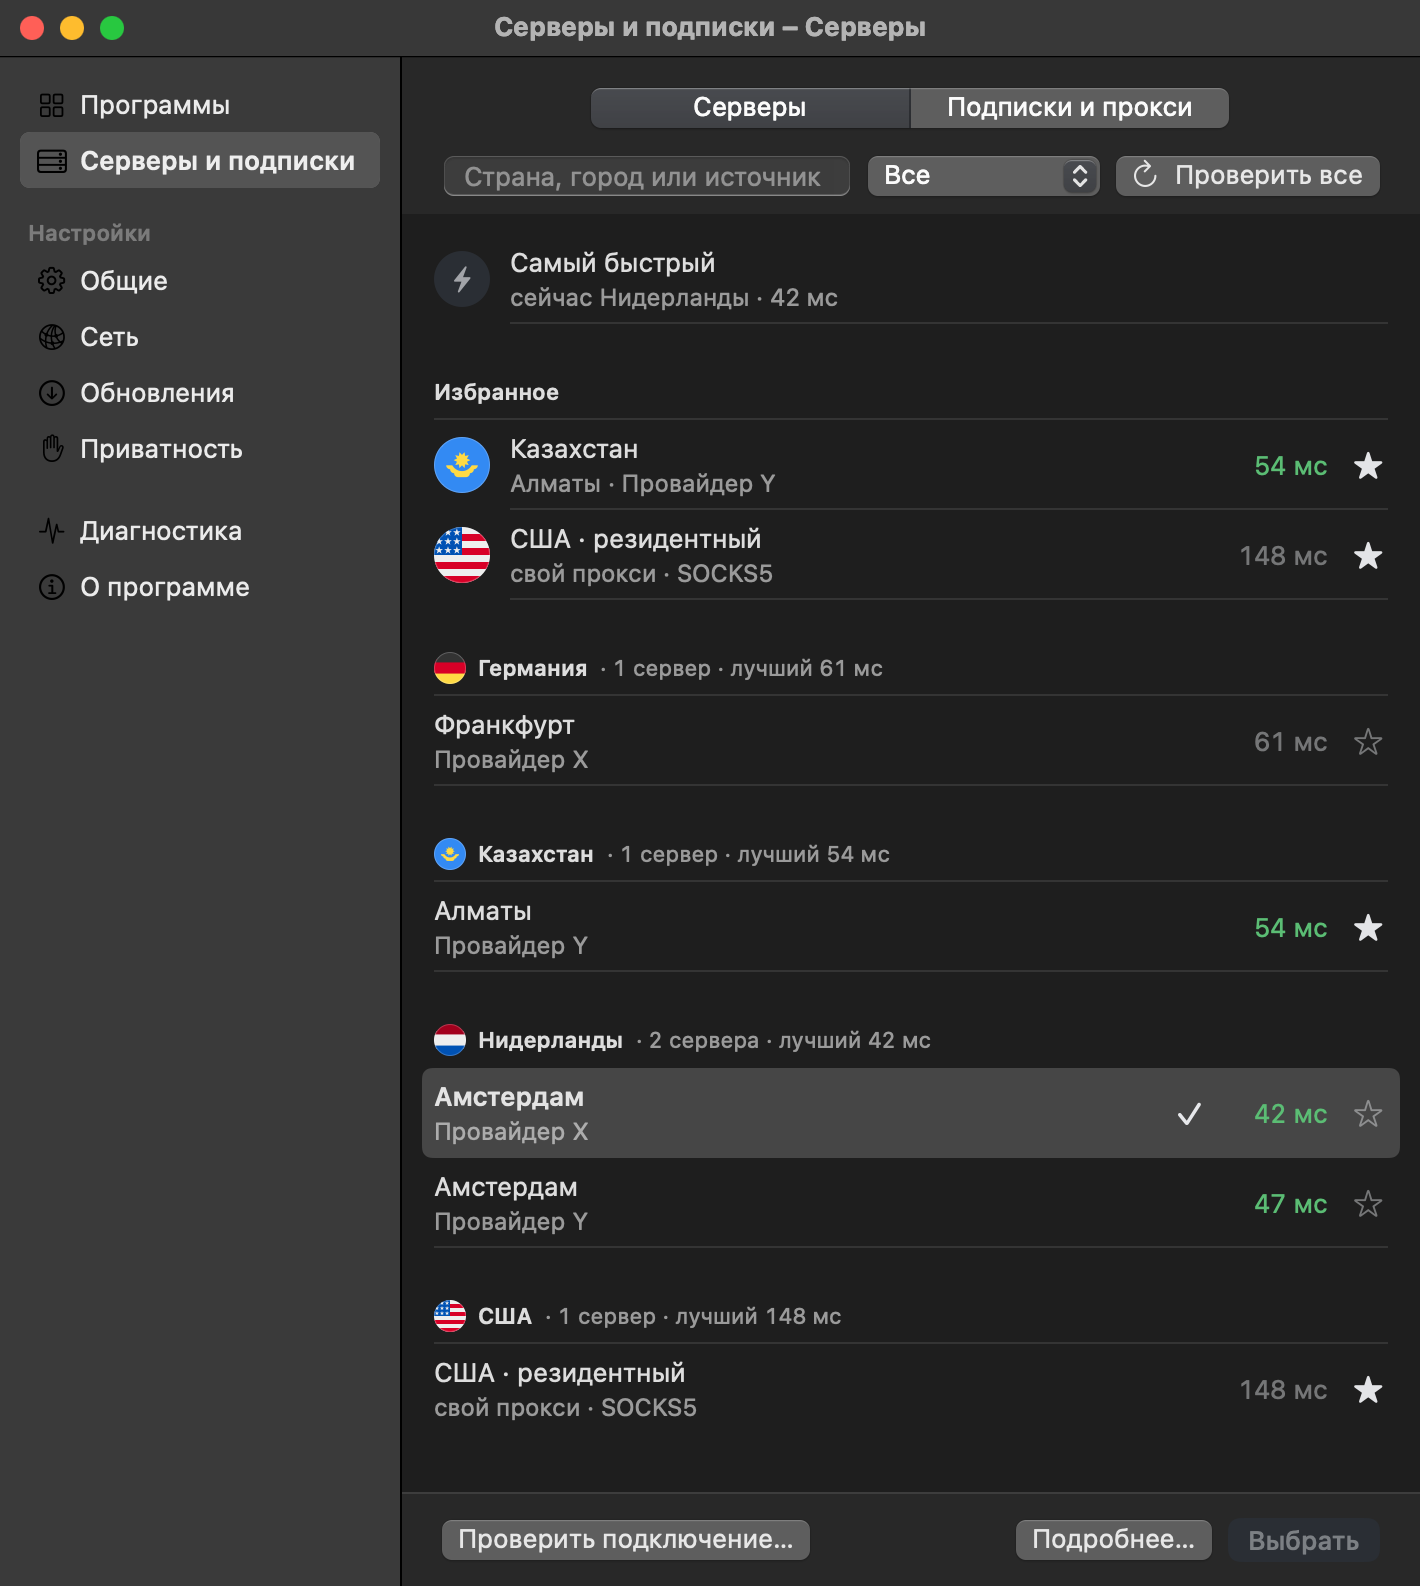 Серверы и подписки – Серверы
Программы
Серверы и подписки
Настройки
Общие
Сеть
Обновления
Приватность
Диагностика
О программе
Серверы
Подписки и прокси
Страна, город или источник
Все
Проверить все
Самый быстрый
сейчас Нидерланды · 42 мс
Избранное
Казахстан
Алматы · Провайдер Y
54 мс
США · резидентный
свой прокси · SOCKS5
148 мс
Германия · 1 сервер · лучший 61 мс
Франкфурт
Провайдер X
61 мс
Казахстан · 1 сервер · лучший 54 мс
Алматы
Провайдер Y
54 мс
Нидерланды · 2 сервера · лучший 42 мс
Амстердам
Провайдер X
42 мс
Амстердам
Провайдер Y
47 мс
США · 1 сервер · лучший 148 мс
США · резидентный
свой прокси · SOCKS5
148 мс
Проверить подключение...
Подробнее...
Выбрать